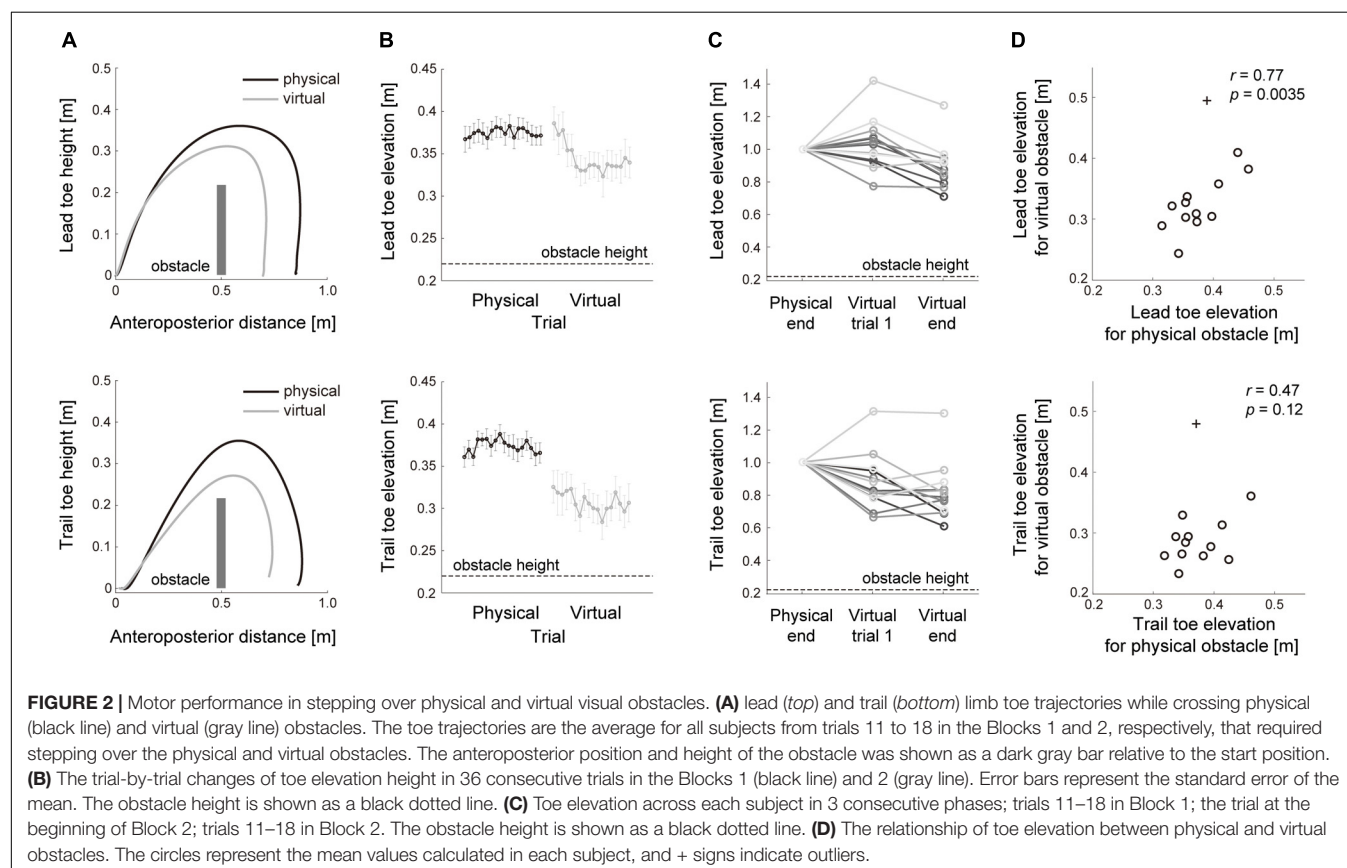 A
B
C
D
0.5
0.4
0.3
0.2
0.1
0
Lead toe height [m]
physical
virtual
obstacle
0
0.5
1.0
Anteroposterior distance [m]
0.45
0.4
0.35
0.3
0.25
0.2
Lead toe elevation [m]
obstacle height
Physical
Virtual
Trial
1.4
1.2
1.0
0.8
0.6
0.4
0.2
Lead toe elevation [m]
obstacle height
Physical
end
Virtual
trial 1
Virtual
end
Lead toe elevation
for virtual obstacle [m]
0.5
0.4
0.3
0.2
r = 0.77
p = 0.0035
+
0.2
0.3
0.4
0.5
Lead toe elevation
for physical obstacle [m]
0.5
0.4
0.3
0.2
0.1
0
Trail toe height [m]
physical
virtual
obstacle
0
0.5
1.0
Anteroposterior distance [m]
0.45
0.4
0.35
0.3
0.25
0.2
Trail toe elevation [m]
obstacle height
Physical
Virtual
Trial
1.4
1.2
1.0
0.8
0.6
0.4
0.2
Trail toe elevation [m]
obstacle height
Physical
end
Virtual
trial 1
Virtual
end
Trail toe elevation
for virtual obstacle [m]
0.5
0.4
0.3
0.2
r = 0.47
p = 0.12
+
0.2
0.3
0.4
0.5
Trail toe elevation
for physical obstacle [m]
FIGURE 2 | Motor performance in stepping over physical and virtual visual obstacles. (A) lead (top) and trail (bottom) limb toe trajectories while crossing physical
(black line) and virtual (gray line) obstacles. The toe trajectories are the average for all subjects from trials 11 to 18 in the Blocks 1 and 2, respectively, that required
stepping over the physical and virtual obstacles. The anteroposterior position and height of the obstacle was shown as a dark gray bar relative to the start position.
(B) The trial-by-trial changes of toe elevation height in 36 consecutive trials in the Blocks 1 (black line) and 2 (gray line). Error bars represent the standard error of the
mean. The obstacle height is shown as a black dotted line. (C) Toe elevation across each subject in 3 consecutive phases; trials 11–18 in Block 1; the trial at the
beginning of Block 2; trials 11–18 in Block 2. The obstacle height is shown as a black dotted line. (D) The relationship of toe elevation between physical and virtual
obstacles. The circles represent the mean values calculated in each subject, and + signs indicate outliers.